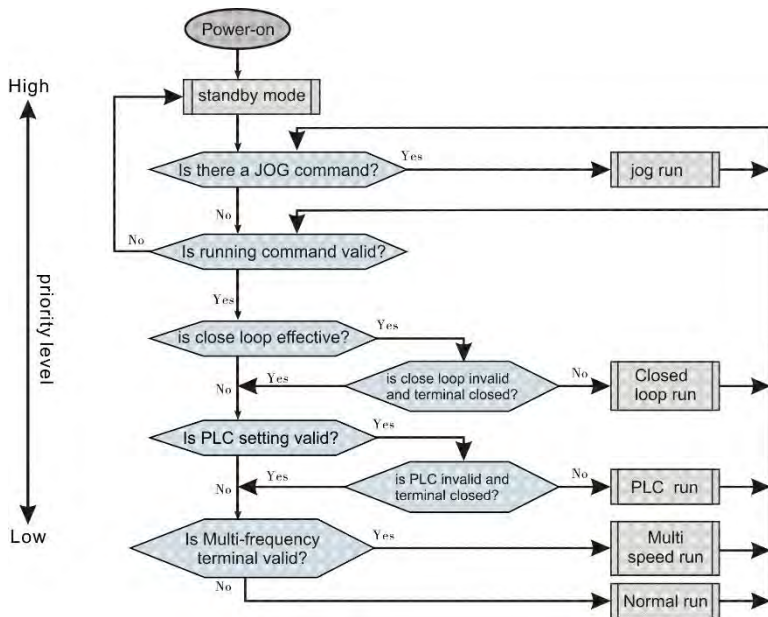 Power-on
High
standby mode
Is there a JOG command?
Yes
jog run
No
No
Is running command valid?
Yes
priority level
is close loop effective?
Yes
No
Yes
is close loop invalid
and terminal closed?
No
Closed
loop run
Is PLC setting valid?
Yes
No
Yes
is PLC invalid and
terminal closed?
No
PLC run
Low
Is Multi-frequency
terminal valid?
Yes
Multi
speed run
No
Normal run